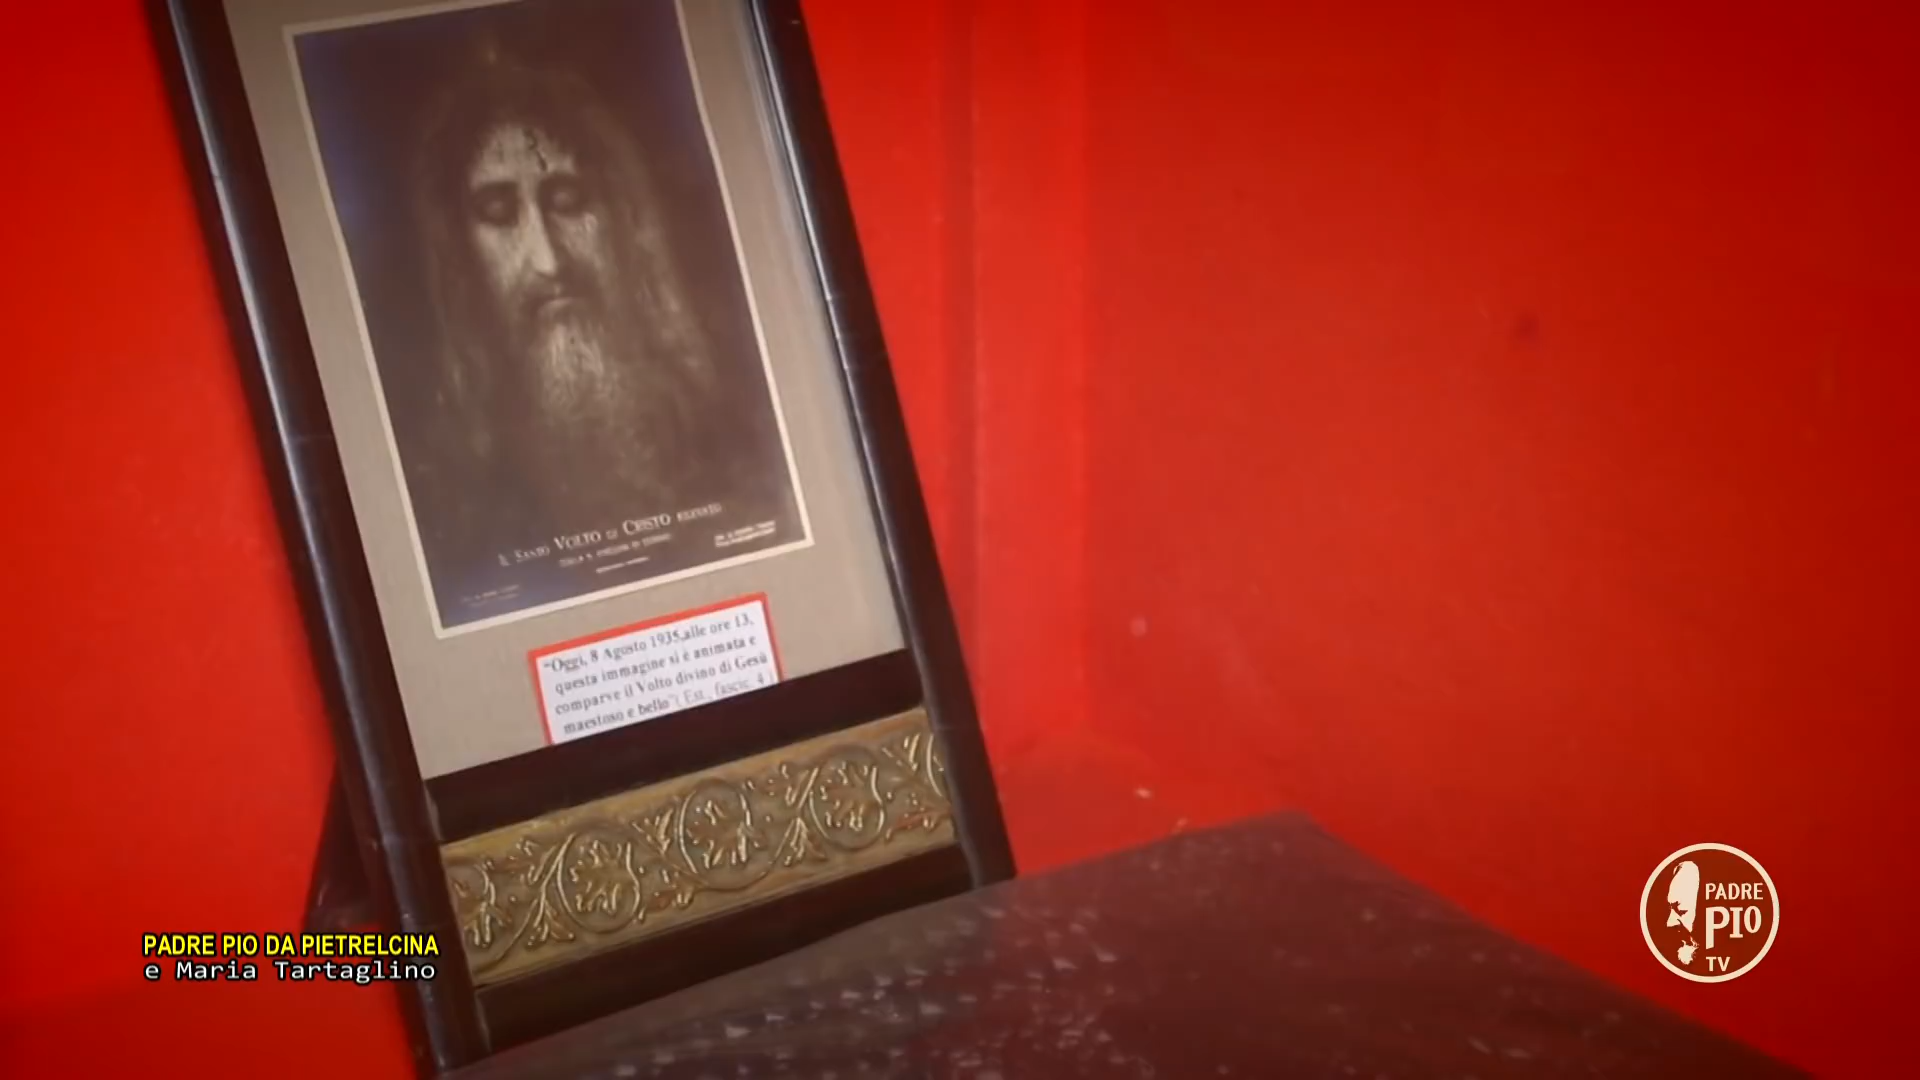 IL SANTO VOLTO DI CRISTO
"Oggi, 8 Agosto 1935,alle ore 13,
questa immagine si è animata e
comparve il Volto divino di Gesù
maestoso e bello"( Est., fascic. 4 )
PADRE PIO DA PIETRELCINA
e Maria Tartaglino
PADRE
PIO
TV